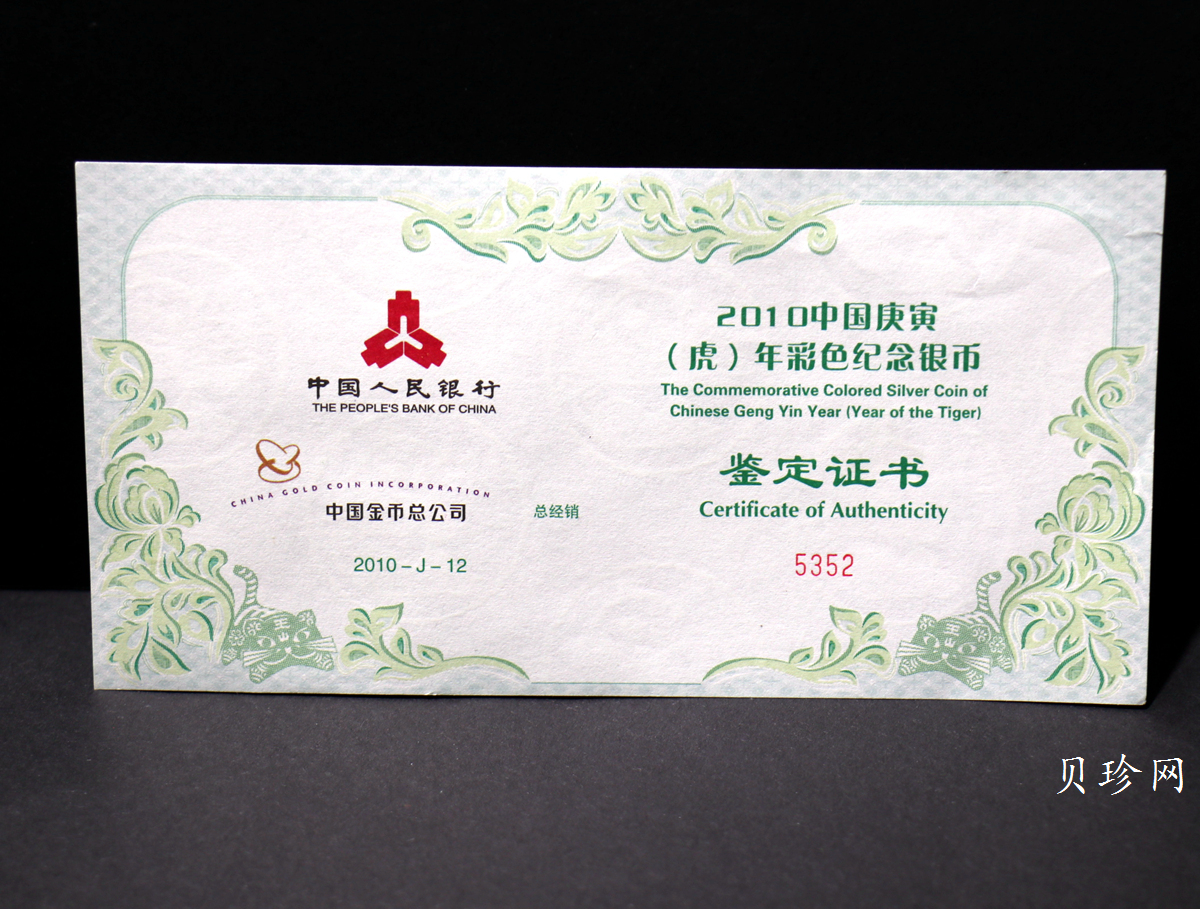 中国人民银行
THE PEOPLE'S BANK OF CHINA
CHINA GOLD COIN INCORPORATION
中国金币总公司
总经销
2010－J－12
2010中国庚寅
（虎）年彩色纪念银币
The Commemorative Colored Silver Coin of
Chinese Geng Yin Year (Year of the Tiger)
鉴定证书
Certificate of Authenticity
5352
王
王
贝珍网